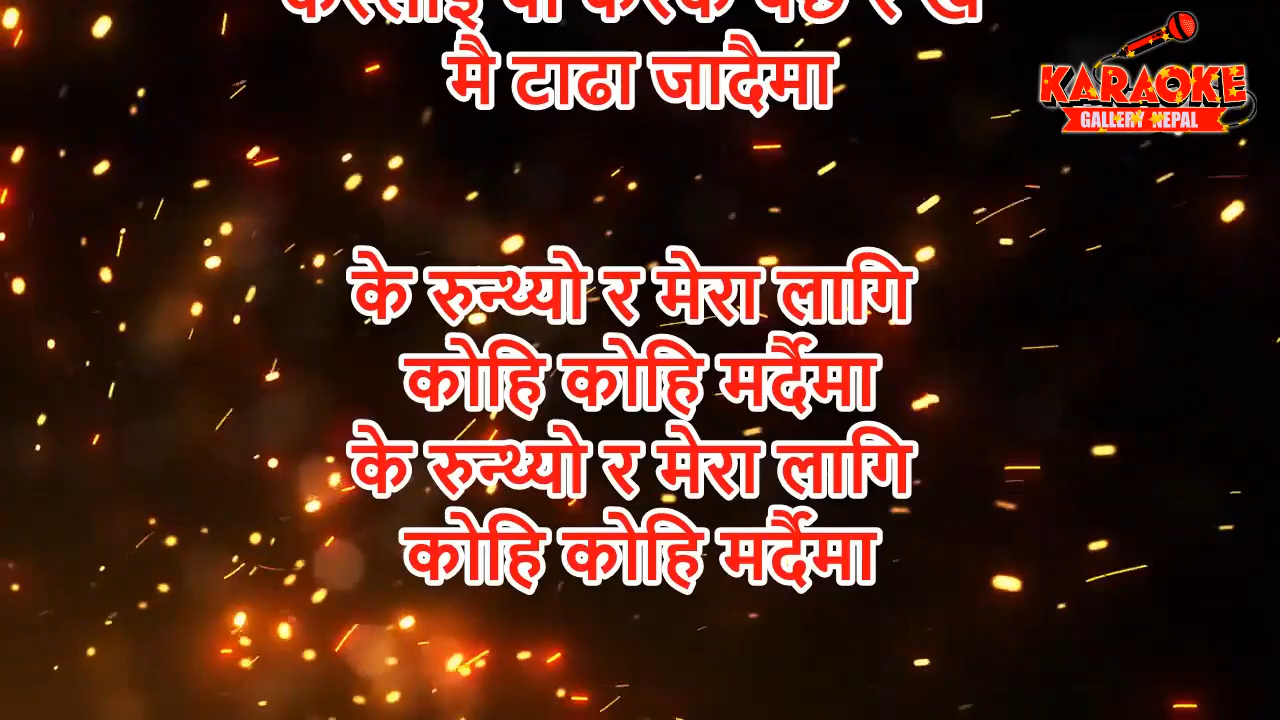 मै टाढा जादैमा
KARAOKE
GALLERY NEPAL
के रुन्थ्यो र मेरा लागि
कोहि कोहि मर्दैमा
के रुन्थ्यो र मेरा लागि
कोहि कोहि मर्दैमा